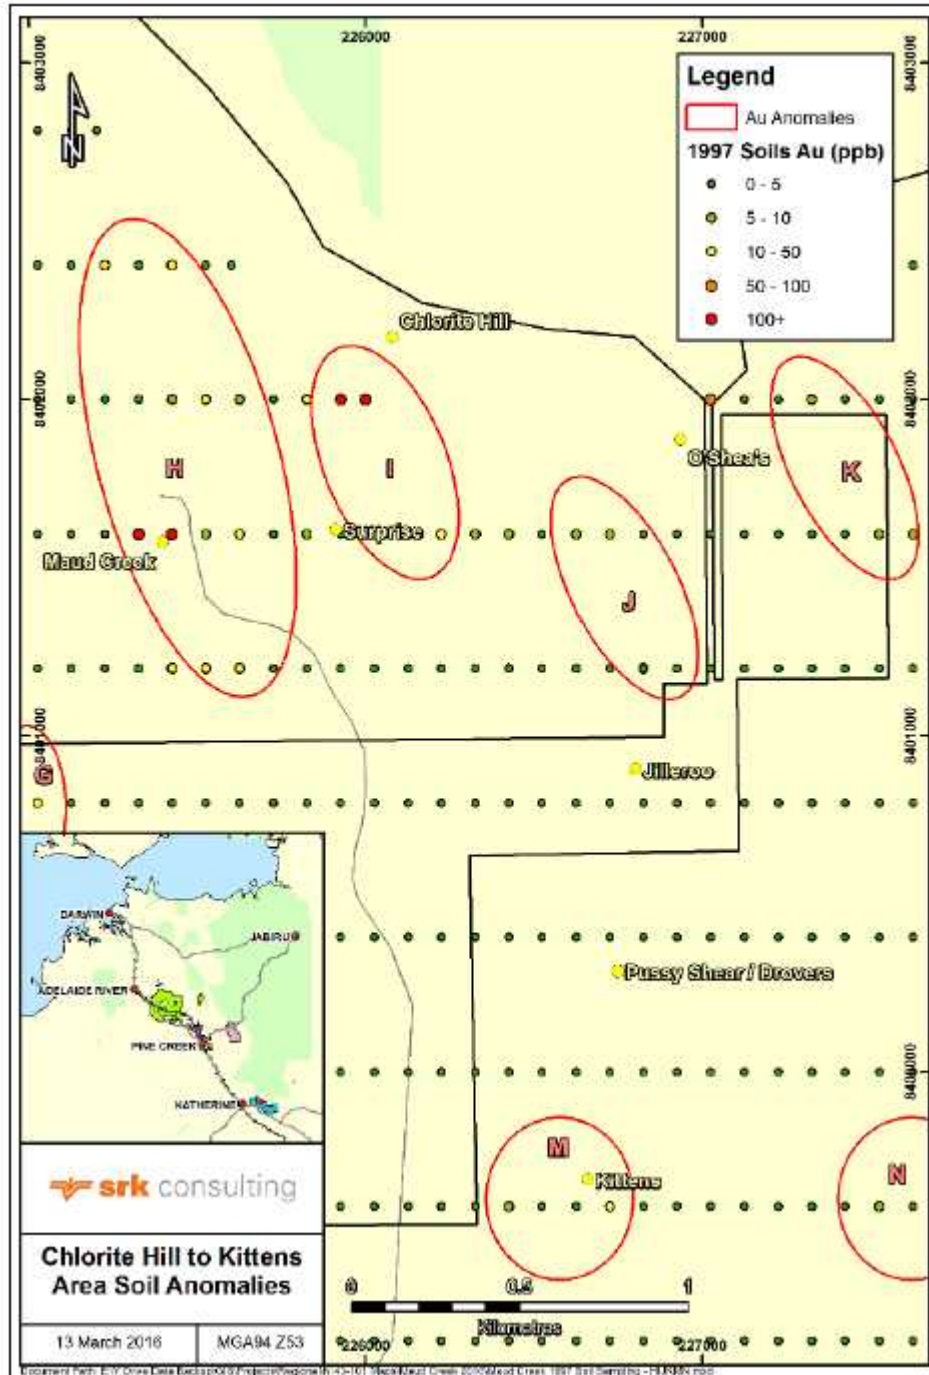 226000
227000
8403000
8403000
Legend
Au Anomalies
1997 Soils Au (ppb)
0 - 5
5 - 10
10 - 50
50 - 100
100+
N
Chlorite Hill
8402000
8402000
O'Shea's
H
I
K
Surprise
Maud Creek
J
8401000
8401000
G
Jilleroo
DARWIN
JABIRU
Pussy Shear / Drovers
ADELAIDE RIVER
PINE CREEK
8400000
KATHERINE
M
Kittens
N
srk consulting
Chlorite Hill to Kittens
Area Soil Anomalies
0 0.5 1
Kilometres
13 March 2016
MGA94 Z53
226000
227000